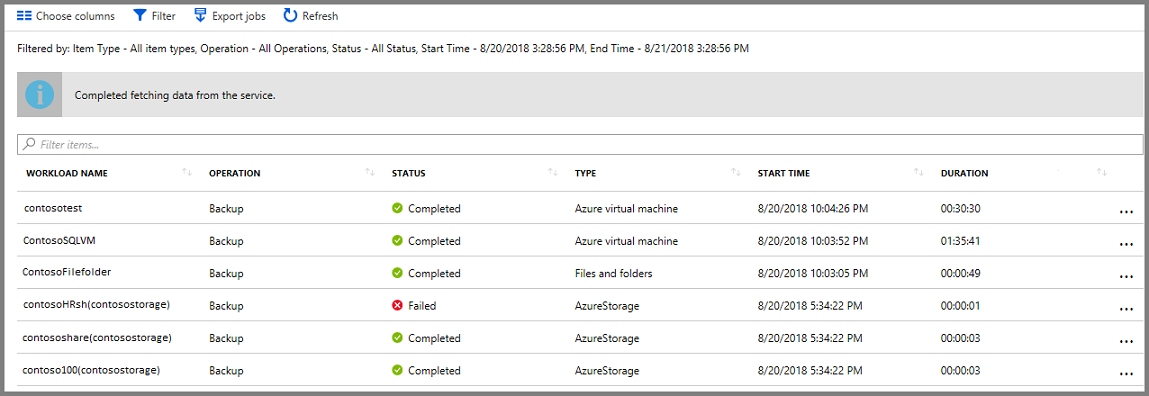 Choose columns Filter Export jobs Refresh
Filtered by: Item Type - All item types, Operation - All Operations, Status - All Status, Start Time - 8/20/2018 3:28:56 PM, End Time - 8/21/2018 3:28:56 PM
Completed fetching data from the service.
Filter items...
WORKLOAD NAME OPERATION STATUS TYPE START TIME DURATION
contosotest Backup Completed Azure virtual machine 8/20/2018 10:04:26 PM 00:30:30 ...
ContosoSQLVM Backup Completed Azure virtual machine 8/20/2018 10:03:52 PM 01:35:41 ...
ContosoFilefolder Backup Completed Files and folders 8/20/2018 10:03:05 PM 00:00:49 ...
contosoHRsh(contosostorage) Backup Failed AzureStorage 8/20/2018 5:34:22 PM 00:00:01 ...
contososhare(contosostorage) Backup Completed AzureStorage 8/20/2018 5:34:22 PM 00:00:03 ...
contoso100(contosostorage) Backup Completed AzureStorage 8/20/2018 5:34:22 PM 00:00:03 ...